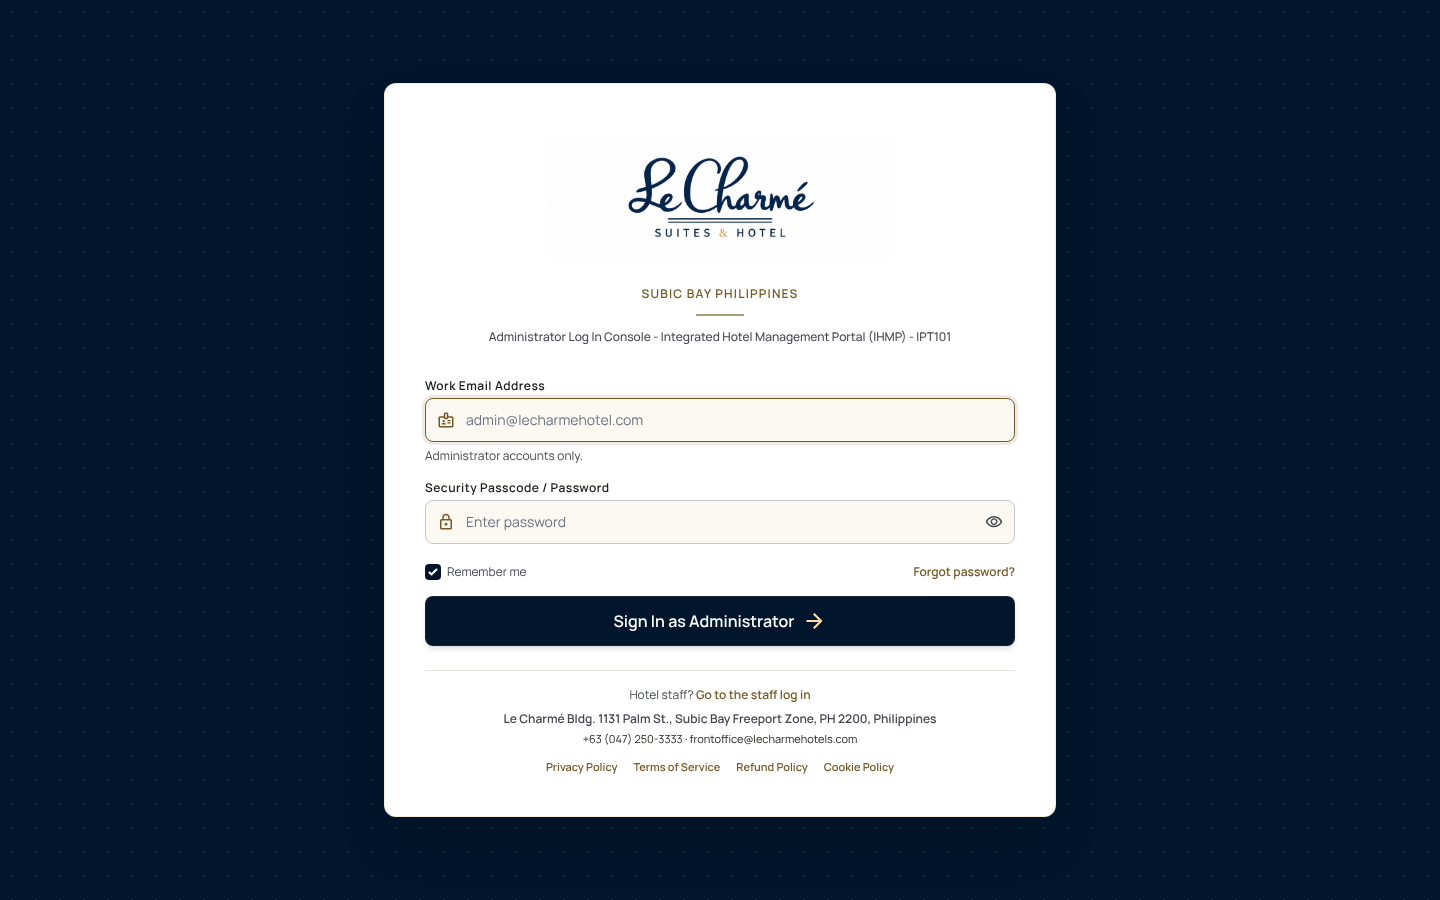 Le Charmé
SUITES & HOTEL
SUBIC BAY PHILIPPINES
Administrator Log In Console - Integrated Hotel Management Portal (IHMP) - IPT101
Work Email Address
admin@lecharmehotel.com
Administrator accounts only.
Security Passcode / Password
Enter password
Remember me
Forgot password?
Sign In as Administrator
Hotel staff? Go to the staff log in
Le Charmé Bldg. 1131 Palm St., Subic Bay Freeport Zone, PH 2200, Philippines
+63 (047) 250-3333 · frontoffice@lecharmehotels.com
Privacy Policy Terms of Service Refund Policy Cookie Policy